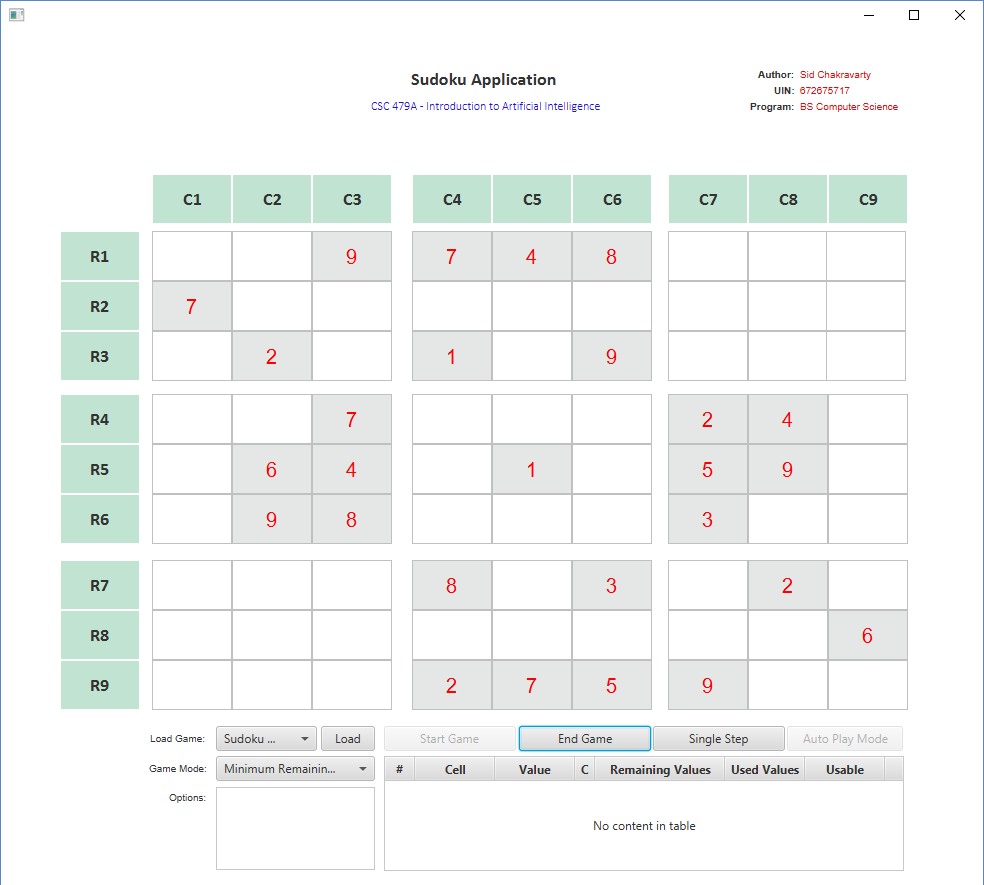 Sudoku Application
CSC 479A - Introduction to Artificial Intelligence
Author: Sid Chakravarty
UIN: 672675717
Program: BS Computer Science
C1 C2 C3 C4 C5 C6 C7 C8 C9
R1 9 7 4 8
R2 7
R3 2 1 9
R4 7 2 4
R5 6 4 1 5 9
R6 9 8 3
R7 8 3 2
R8 6
R9 2 7 5 9
Load Game: Sudoku ... Load Start Game End Game Single Step Auto Play Mode
Game Mode: Minimum Remainin... # Cell Value C Remaining Values Used Values Usable
Options:
No content in table